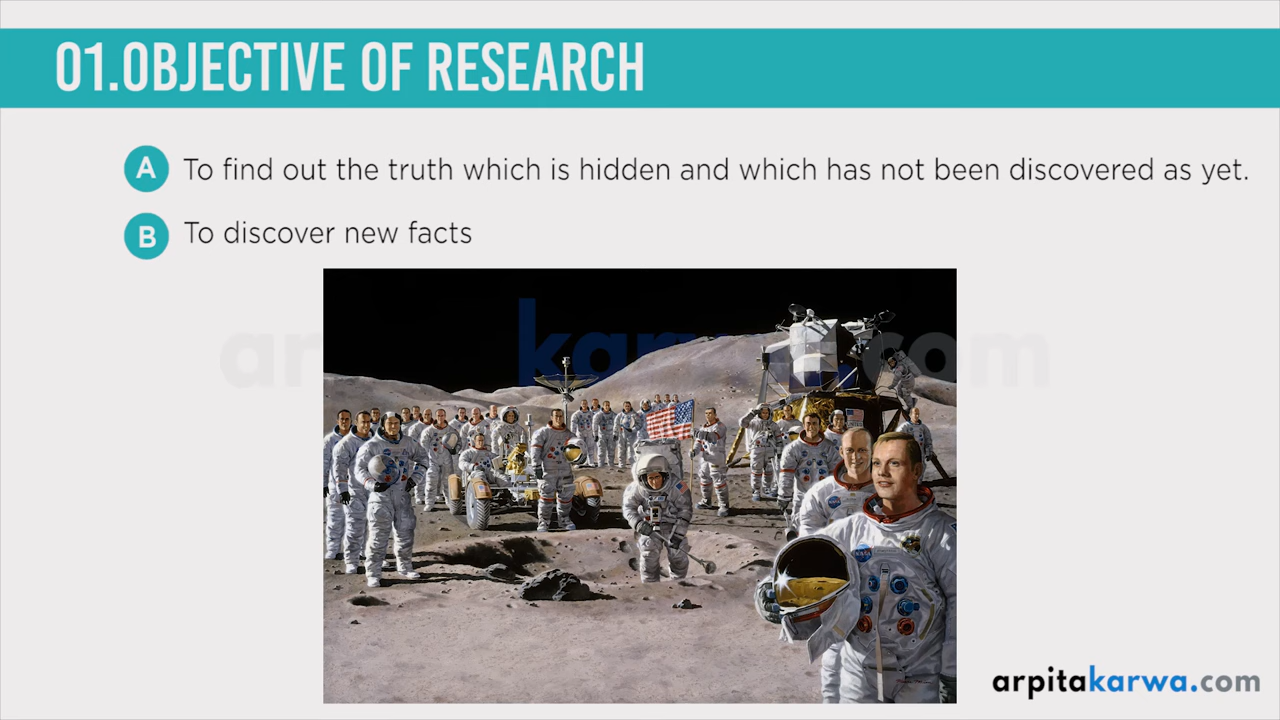 01.OBJECTIVE OF RESEARCH
A To find out the truth which is hidden and which has not been discovered as yet.
B To discover new facts
arpitakarwa.com